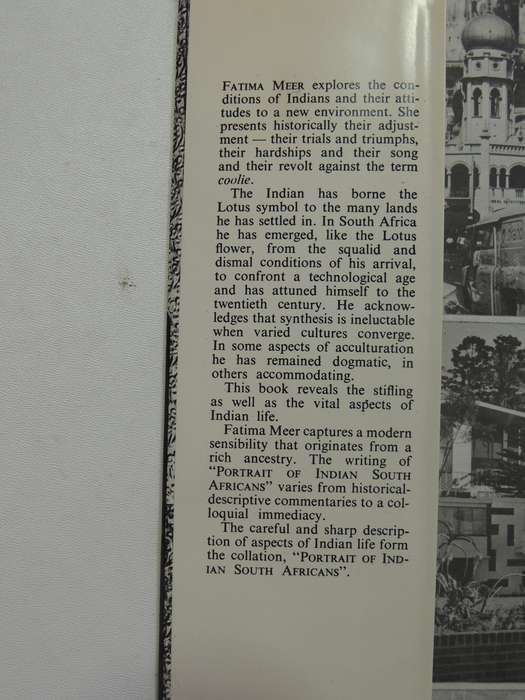 FATIMA MEER explores the con-
ditions of Indians and their atti-
tudes to a new environment. She
presents historically their adjust-
ment — their trials and triumphs,
their hardships and their song
and their revolt against the term
coolie.
The Indian has borne the
Lotus symbol to the many lands
he has settled in. In South Africa
he has emerged, like the Lotus
flower, from the squalid and
dismal conditions of his arrival,
to confront a technological age
and has attuned himself to the
twentieth century. He acknow-
ledges that synthesis is ineluctable
when varied cultures converge.
In some aspects of acculturation
he has remained dogmatic, in
others accommodating.
This book reveals the stifling
as well as the vital aspects of
Indian life.
Fatima Meer captures a modern
sensibility that originates from a
rich ancestry. The writing of
“PORTRAIT OF INDIAN SOUTH
AFRICANS” varies from historical-
descriptive commentaries to a col-
loquial immediacy.
The careful and sharp descrip-
tion of aspects of Indian life form
the collation, “PORTRAIT OF IND-
IAN SOUTH AFRICANS”.